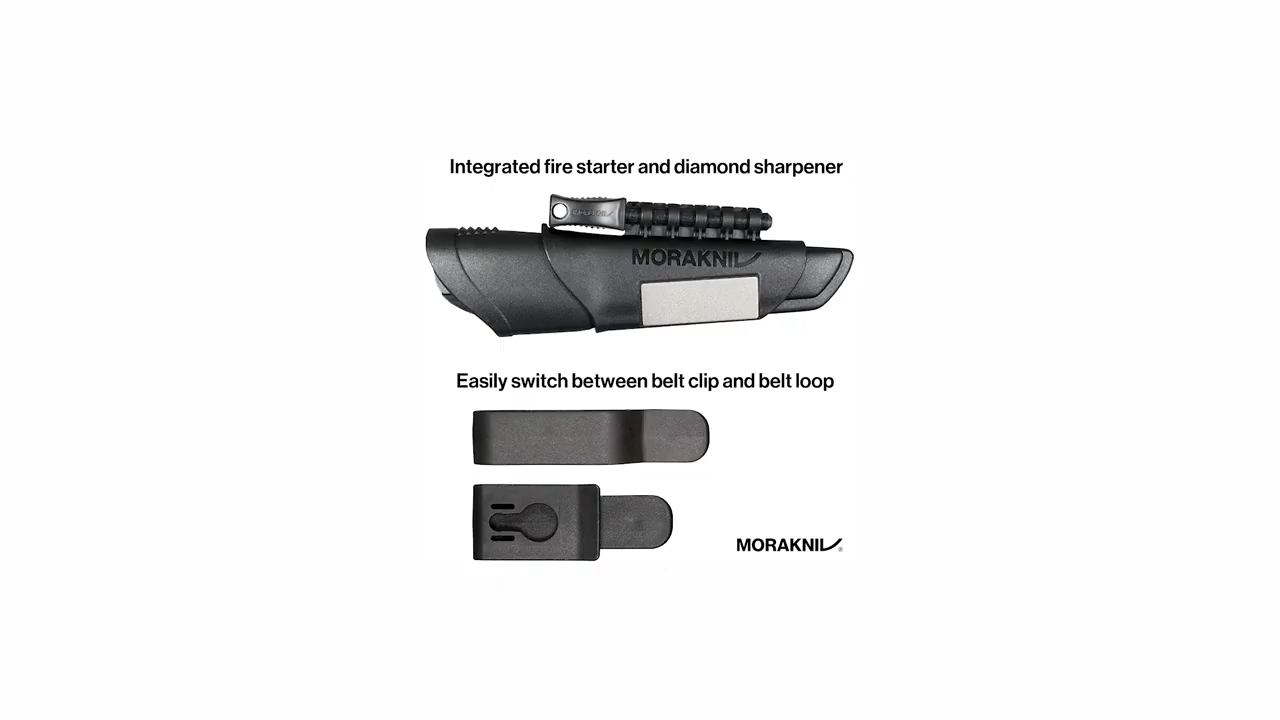 Integrated fire starter and diamond sharpener
MORAKNIV
Easily switch between belt clip and belt loop
MORAKNIV®